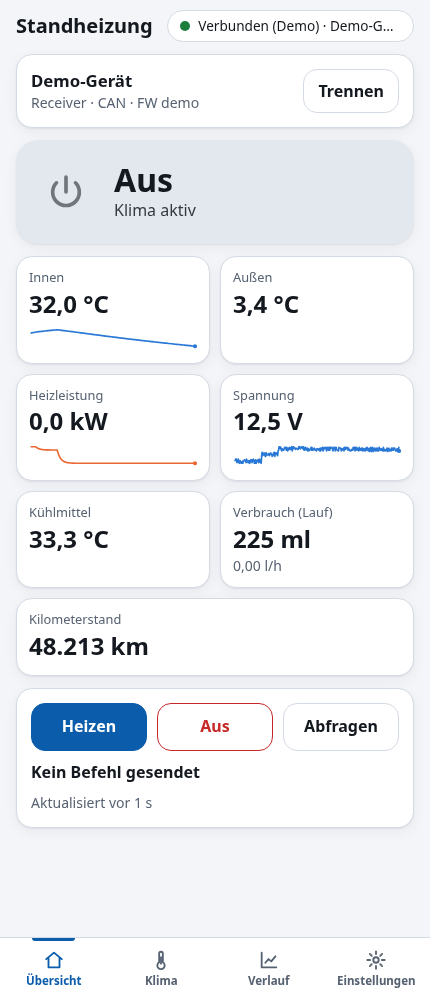 Standheizung
Verbunden (Demo) · Demo-G…
Demo-Gerät
Receiver · CAN · FW demo
Trennen
Aus
Klima aktiv
Innen
32,0 °C
Außen
3,4 °C
Heizleistung
0,0 kW
Spannung
12,5 V
Kühlmittel
33,3 °C
Verbrauch (Lauf)
225 ml
0,00 l/h
Kilometerstand
48.213 km
Heizen
Aus
Abfragen
Kein Befehl gesendet
Aktualisiert vor 1 s
Übersicht
Klima
Verlauf
Einstellungen